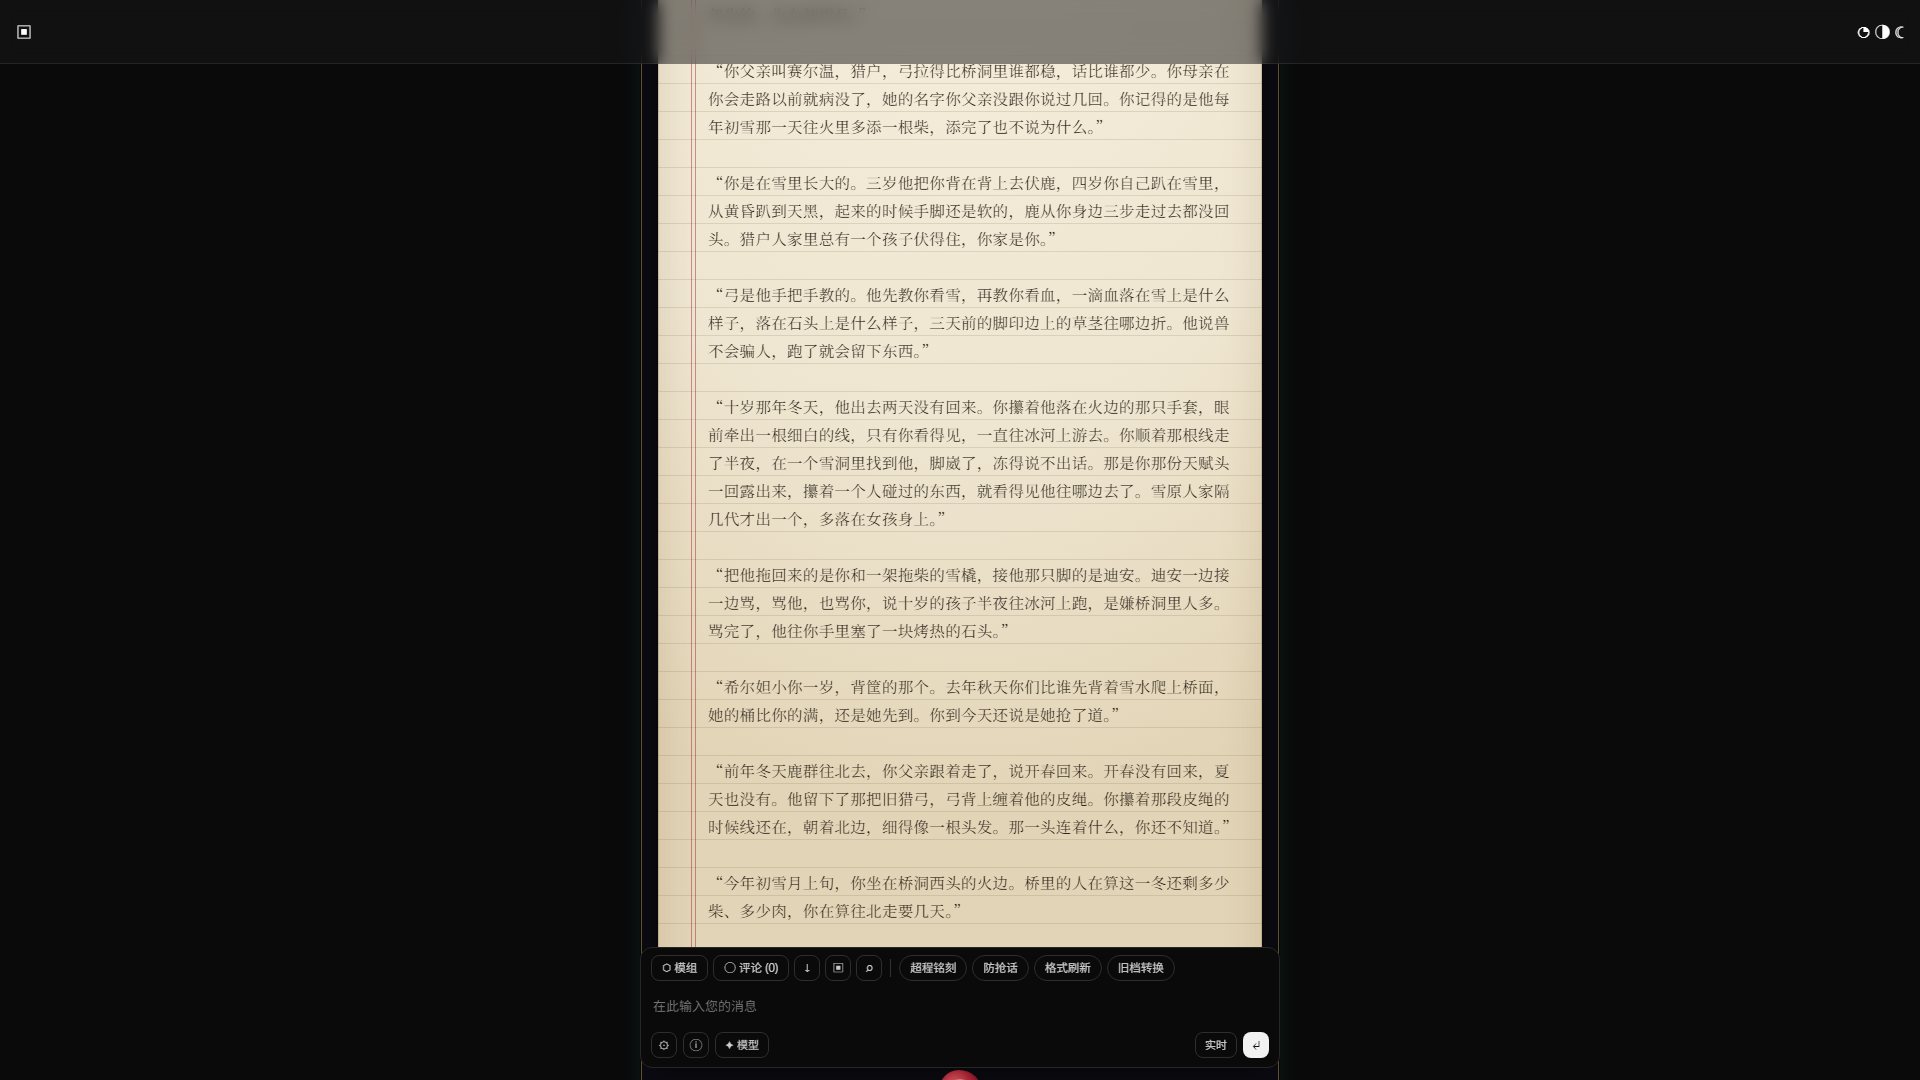 “你父亲叫赛尔温，猎户，弓拉得比桥洞里谁都稳，话比谁都少。你母亲在
你会走路以前就病没了，她的名字你父亲没跟你说过几回。你记得的是他每
年初雪那一天往火里多添一根柴，添完了也不说为什么。”
“你是在雪里长大的。三岁他把你背在背上去伏鹿，四岁你自己趴在雪里，
从黄昏趴到天黑，起来的时候手脚还是软的，鹿从你身边三步走过去都没回
头。猎户人家里总有一个孩子伏得住，你家是你。”
“弓是他手把手教的。他先教你看雪，再教你看血，一滴血落在雪上是什么
样子，落在石头上是什么样子，三天前的脚印边上的草茎往哪边折。他说兽
不会骗人，跑了就会留下东西。”
“十岁那年冬天，他出去两天没有回来。你攥着他落在火边的那只手套，眼
前牵出一根细白的线，只有你看得见，一直往冰河上游去。你顺着那根线走
了半夜，在一个雪洞里找到他，脚崴了，冻得说不出话。那是你那份天赋头
一回露出来，攥着一个人碰过的东西，就看得见他往哪边去了。雪原人家隔
几代才出一个，多落在女孩身上。”
“把他拖回来的是你和一架拖柴的雪橇，接他那只脚的是迪安。迪安一边接
一边骂，骂他，也骂你，说十岁的孩子半夜往冰河上跑，是嫌桥洞里人多。
骂完了，他往你手里塞了一块烤热的石头。”
“希尔妲小你一岁，背筐的那个。去年秋天你们比谁先背着雪水爬上桥面，
她的桶比你的满，还是她先到。你到今天还说是她抢了道。”
“前年冬天鹿群往北去，你父亲跟着走了，说开春回来。开春没有回来，夏
天也没有。他留下了那把旧猎弓，弓背上缠着他的皮绳。你攥着那段皮绳的
时候线还在，朝着北边，细得像一根头发。那一头连着什么，你还不知道。”
“今年初雪月上旬，你坐在桥洞西头的火边。桥里的人在算这一冬还剩多少
柴、多少肉，你在算往北走要几天。”
模组 评论 (0) 超程铭刻 防抢话 格式刷新 旧档转换
在此输入您的消息
模型 实时